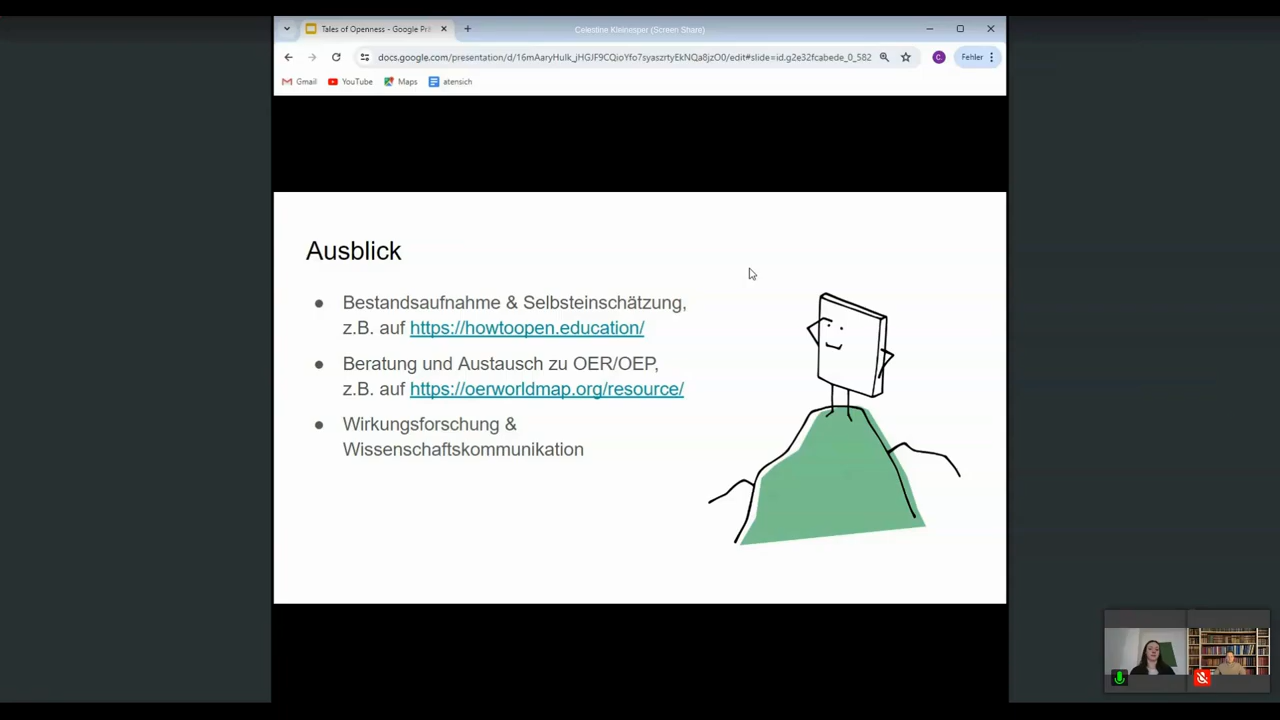 Tales of Openness - Google Prä
Celestine Kleinesper (Screen Share)
docs.google.com/presentation/d/16mAaryHulk_jHGJF9CQioYfo7syaszrtyEkNQa8jzO0/edit#slide=id.g2e32fcabede_0_582
Fehler
Gmail
YouTube
Maps
atensich
Ausblick
● Bestandsaufnahme & Selbsteinschätzung,
z.B. auf https://howtoopen.education/
● Beratung und Austausch zu OER/OEP,
z.B. auf https://oerworldmap.org/resource/
● Wirkungsforschung &
Wissenschaftskommunikation